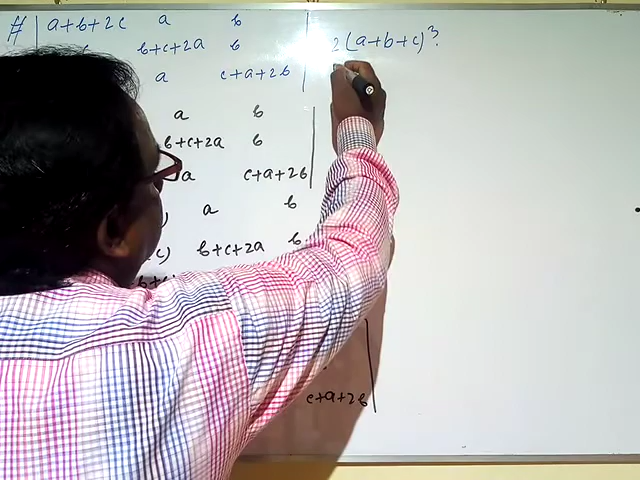 # a+b+2c a b 2(a+b+c)³.
b+c+2a b
a c+a+2b
a b
b+c+2a b
a c+a+2b
) a b
c) b+c+2a b
c+a+2b